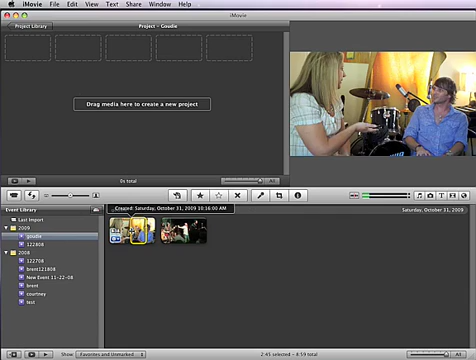 iMovie File Edit View Text Share Window Help
iMovie
Project Library
Project - Goudie
Drag media here to create a new project
0s total
All
Created: Saturday, October 31, 2009 10:16:00 AM
Event Library
Saturday, October 31, 2009
Last Import
2009
goudie
122808
2008
122708
brent121808
New Event 11-22-08
brent
courtney
test
Show: Favorites and Unmarked
2:45 selected - 8:59 total
All